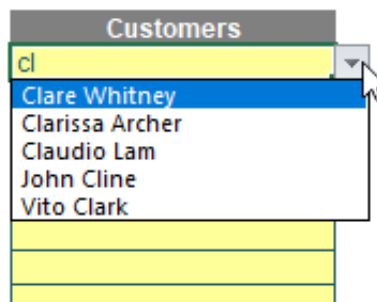 Customers
cl
Clare Whitney
Clarissa Archer
Claudio Lam
John Cline
Vito Clark